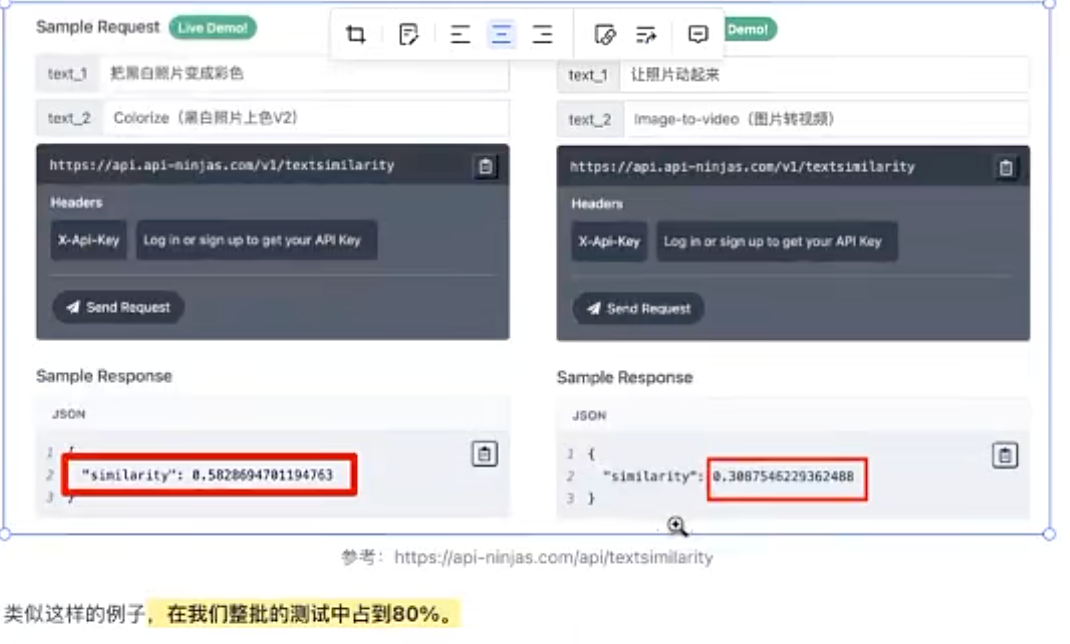 Sample Request Live Demo!
text_1 把黑白照片变成彩色
text_2 Colorize（黑白照片上色V2）
https://api.api-ninjas.com/v1/textsimilarity
Headers
X-Api-Key Log in or sign up to get your API Key
Send Request
Sample Response
JSON
1 {
2 "similarity": 0.5828694701194763
3 }
Demo!
text_1 让照片动起来
text_2 Image-to-video（图片转视频）
https://api.api-ninjas.com/v1/textsimilarity
Headers
X-Api-Key Log in or sign up to get your API Key
Send Request
Sample Response
JSON
1 {
2 "similarity": 0.3087546229362488
3 }
参考：https://api-ninjas.com/api/textsimilarity
类似这样的例子，在我们整批的测试中占到80%。